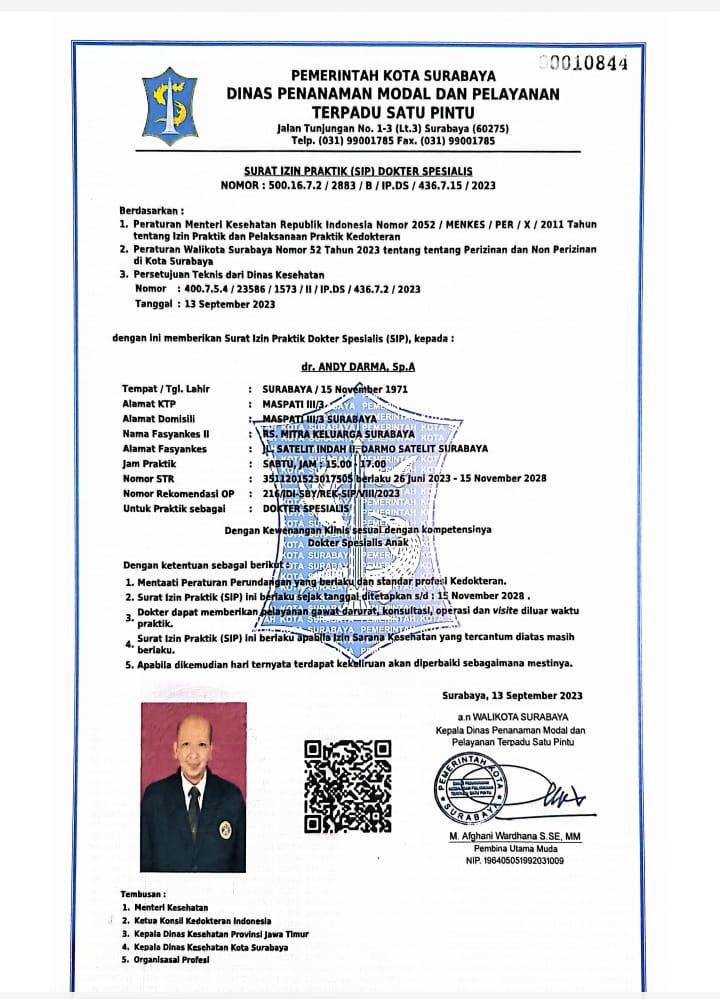 00010844
PEMERINTAH KOTA SURABAYA
DINAS PENANAMAN MODAL DAN PELAYANAN
TERPADU SATU PINTU
Jalan Tunjungan No. 1-3 (Lt.3) Surabaya (60275)
Telp. (031) 99001785 Fax. (031) 99001785
SURAT IZIN PRAKTIK (SIP) DOKTER SPESIALIS
NOMOR : 500.16.7.2 / 2883 / B / IP.DS / 436.7.15 / 2023
Berdasarkan :
1. Peraturan Menteri Kesehatan Republik Indonesia Nomor 2052 / MENKES / PER / X / 2011 Tahun
tentang Izin Praktik dan Pelaksanaan Praktik Kedokteran
2. Peraturan Walikota Surabaya Nomor 52 Tahun 2023 tentang tentang Perizinan dan Non Perizinan
di Kota Surabaya
3. Persetujuan Teknis dari Dinas Kesehatan
Nomor : 400.7.5.4 / 23586 / 1573 / II / IP.DS / 436.7.2 / 2023
Tanggal : 13 September 2023
dengan ini memberikan Surat Izin Praktik Dokter Spesialis (SIP), kepada :
dr. ANDY DARMA, Sp.A
Tempat / Tgl. Lahir : SURABAYA / 15 November 1971
Alamat KTP : MASPATI III/3
Alamat Domisili : MASPATI III/3 SURABAYA
Nama Fasyankes II : RS. MITRA KELUARGA SURABAYA
Alamat Fasyankes : JL. SATELIT INDAH II, DARMO SATELIT SURABAYA
Jam Praktik : SABTU, JAM : 15.00 - 17.00
Nomor STR : 3511201523017505 berlaku 26 Juni 2023 - 15 November 2028
Nomor Rekomendasi OP : 216/IDI-SBY/REK-SIP/VIII/2023
Untuk Praktik sebagai : DOKTER SPESIALIS
Dengan Kewenangan Klinis sesuai dengan kompetensinya
Dokter Spesialis Anak
Dengan ketentuan sebagai berikut :
1. Mentaati Peraturan Perundangan yang berlaku dan standar profesi Kedokteran.
2. Surat Izin Praktik (SIP) ini berlaku sejak tanggal ditetapkan s/d : 15 November 2028 .
3. Dokter dapat memberikan pelayanan gawat darurat, konsultasi, operasi dan visite diluar waktu
praktik.
4. Surat Izin Praktik (SIP) ini berlaku apabila Izin Sarana Kesehatan yang tercantum diatas masih
berlaku.
5. Apabila dikemudian hari ternyata terdapat kekeliruan akan diperbaiki sebagaimana mestinya.
Surabaya, 13 September 2023
a.n WALIKOTA SURABAYA
Kepala Dinas Penanaman Modal dan
Pelayanan Terpadu Satu Pintu
PEMERINTAH KOTA
SURABAYA
M. Afghani Wardhana S.SE, MM
Pembina Utama Muda
NIP. 196405051992031009
Tembusan :
1. Menteri Kesehatan
2. Ketua Konsil Kedokteran Indonesia
3. Kepala Dinas Kesehatan Provinsi Jawa Timur
4. Kepala Dinas Kesehatan Kota Surabaya
5. Organisasai Profesi